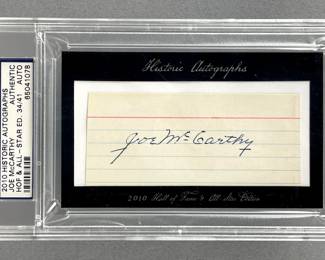 2010 HISTORIC AUTOGRAPHS
JOE McCARTHY AUTHENTIC
HOF & ALL-STAR ED. 34/41 AUTO
65041078
Historic Autographs
Joe McCarthy
2010 Hall of Fame & All Star Edition